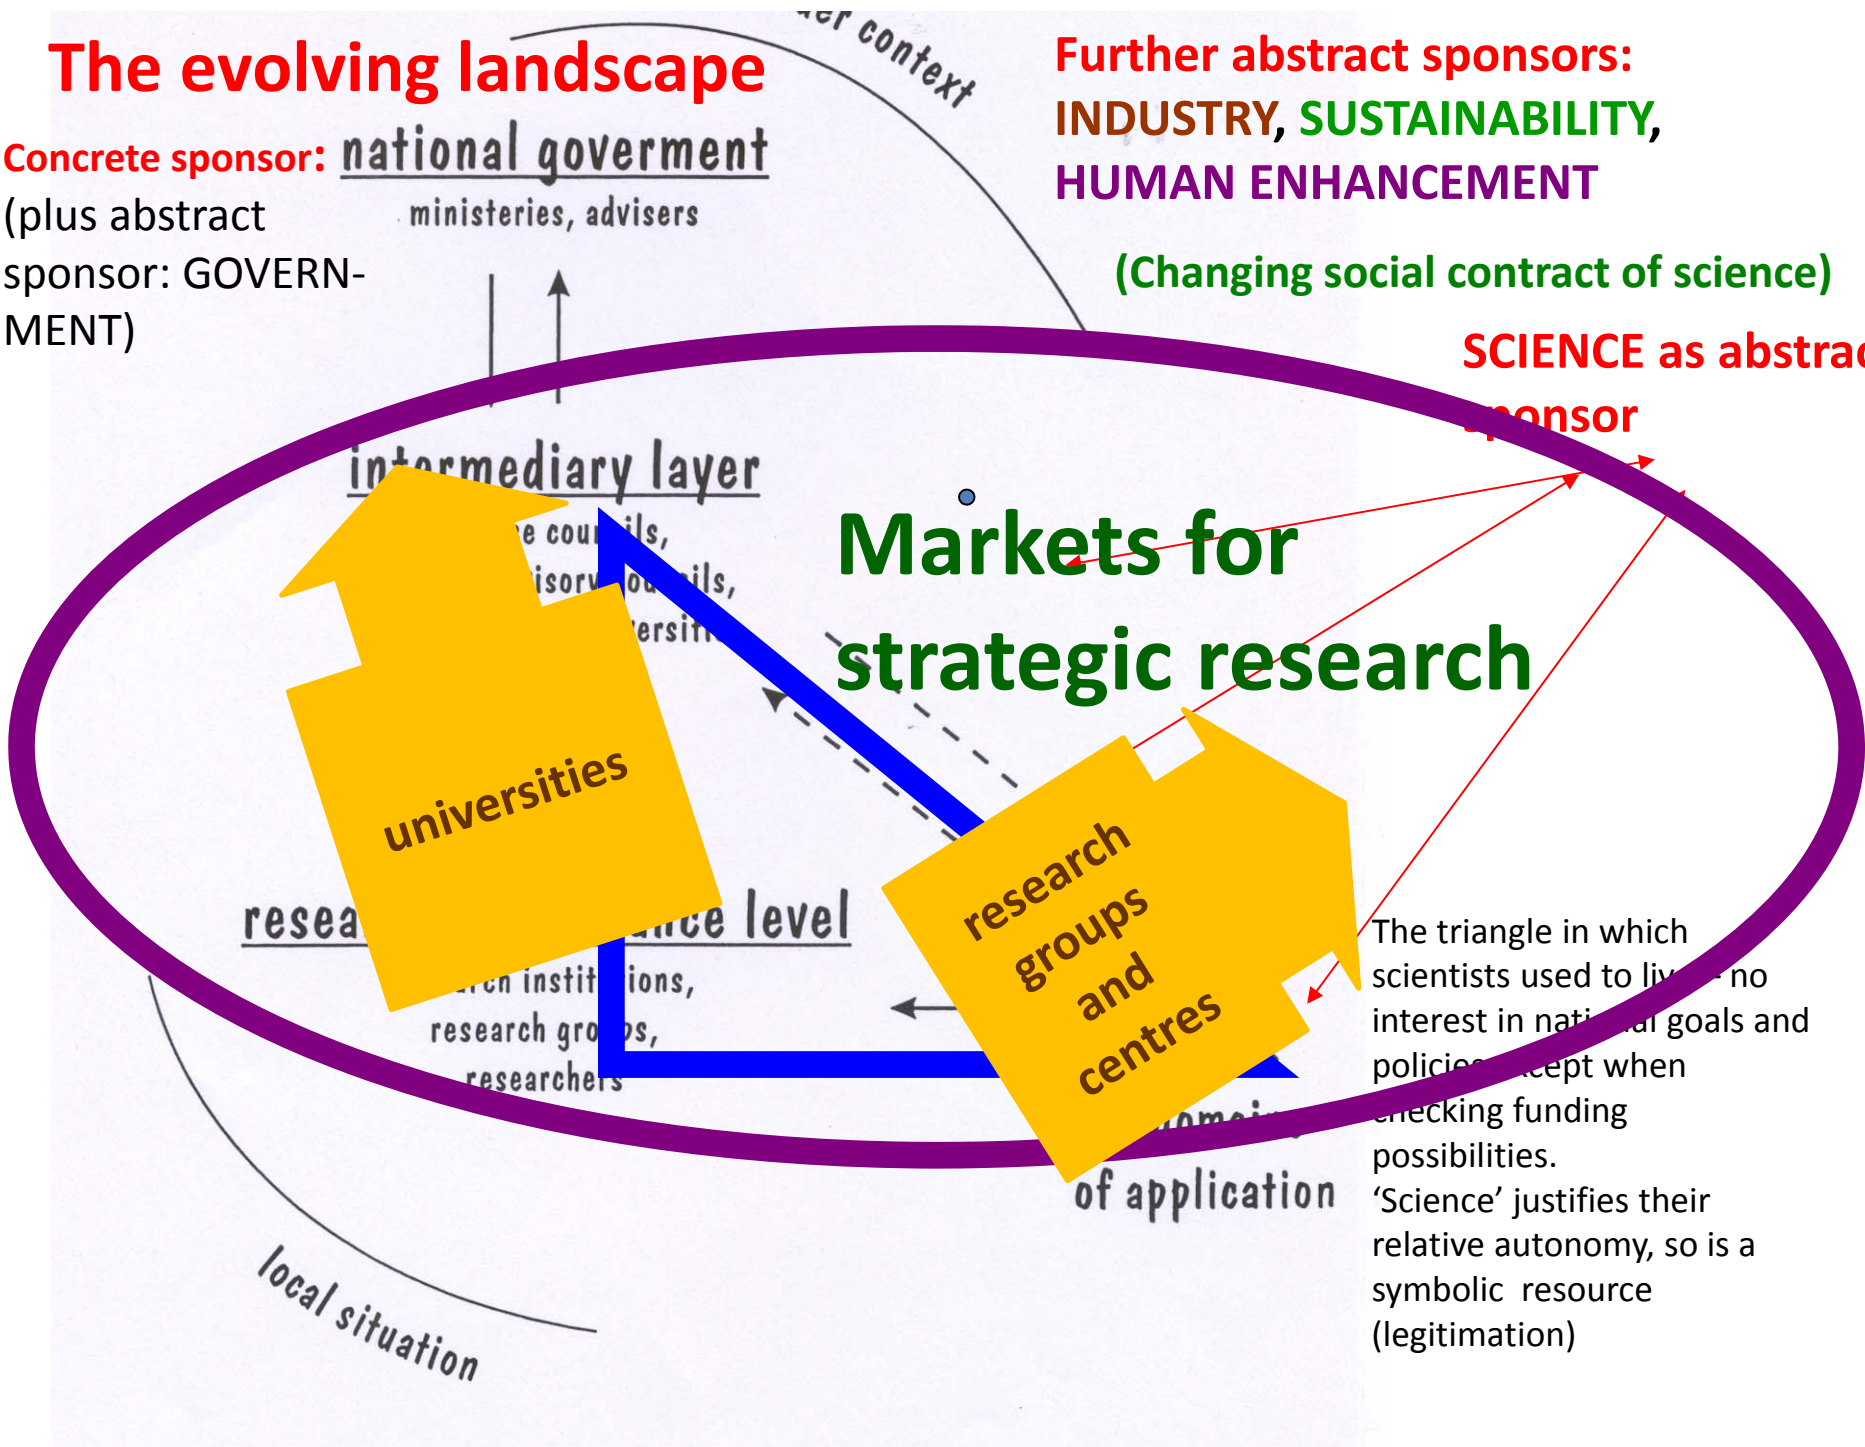 The evolving landscape
context
Further abstract sponsors:
INDUSTRY, SUSTAINABILITY,
HUMAN ENHANCEMENT
Concrete sponsor: national goverment
ministeries, advisers
(plus abstract
sponsor: GOVERN-
MENT)
(Changing social contract of science)
SCIENCE as
sponsor
intermediary layer
Markets for
strategic research
universities
research
groups
and
centres
level
research
researchers
of application
local situation
The triangle in which
scientists used to live – no
interest in national goals and
policies except when
checking funding
possibilities.
‘Science’ justifies their
relative autonomy, so is a
symbolic resource
(legitimation)